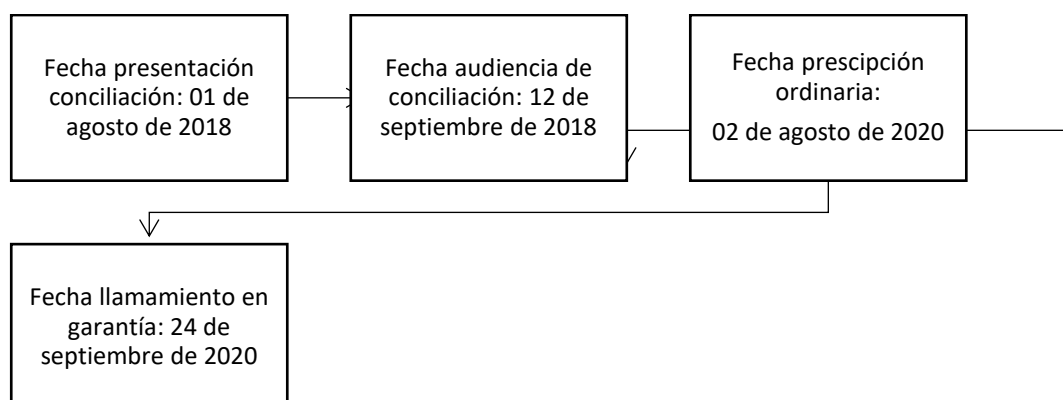 Fecha presentación
conciliación: 01 de
agosto de 2018
Fecha audiencia de
conciliación: 12 de
septiembre de 2018
Fecha prescipción
ordinaria:
02 de agosto de 2020
Fecha llamamiento en
garantía: 24 de
septiembre de 2020